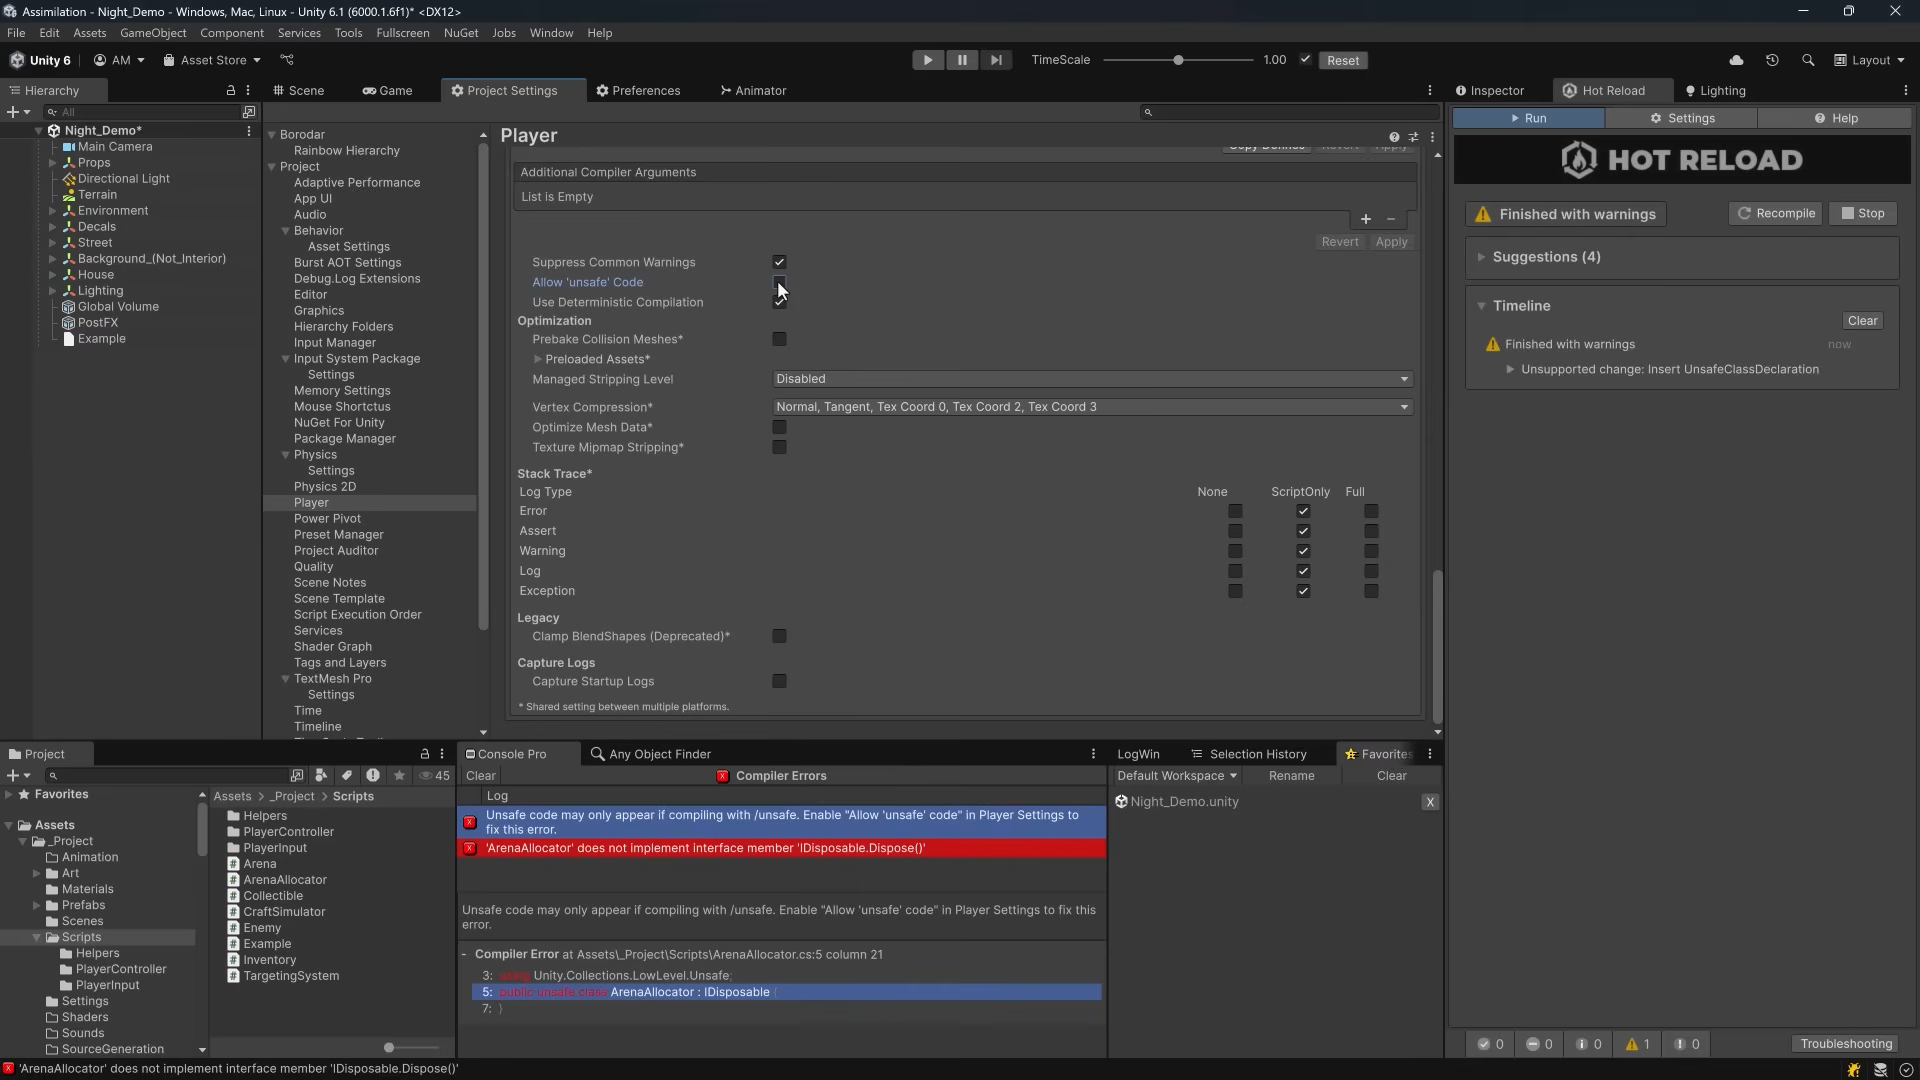 Assimilation - Night_Demo - Windows, Mac, Linux - Unity 6.1 (6000.1.6f1)* <DX12>
File Edit Assets GameObject Component Services Tools Fullscreen NuGet Jobs Window Help
Unity 6 AM Asset Store TimeScale 1.00 Reset Layout
Hierarchy Scene Game Project Settings Preferences Animator Inspector Hot Reload Lighting
All
Night_Demo*
Main Camera
Props
Directional Light
Terrain
Environment
Decals
Street
Background_(Not_Interior)
House
Lighting
Global Volume
PostFX
Example
Borodar
Rainbow Hierarchy
Project
Adaptive Performance
App UI
Audio
Behavior
Asset Settings
Burst AOT Settings
Debug.Log Extensions
Editor
Graphics
Hierarchy Folders
Input Manager
Input System Package
Settings
Memory Settings
Mouse Shortctus
NuGet For Unity
Package Manager
Physics
Settings
Physics 2D
Player
Power Pivot
Preset Manager
Project Auditor
Quality
Scene Notes
Scene Template
Script Execution Order
Services
Shader Graph
Tags and Layers
TextMesh Pro
Settings
Time
Timeline
Player
Copy Defines Revert Apply
Additional Compiler Arguments
List is Empty
+ -
Revert Apply
Suppress Common Warnings
Allow 'unsafe' Code
Use Deterministic Compilation
Optimization
Prebake Collision Meshes*
Preloaded Assets*
Managed Stripping Level Disabled
Vertex Compression* Normal, Tangent, Tex Coord 0, Tex Coord 2, Tex Coord 3
Optimize Mesh Data*
Texture Mipmap Stripping*
Stack Trace*
Log Type None ScriptOnly Full
Error
Assert
Warning
Log
Exception
Legacy
Clamp BlendShapes (Deprecated)*
Capture Logs
Capture Startup Logs
* Shared setting between multiple platforms.
Run Settings Help
HOT RELOAD
Finished with warnings Recompile Stop
Suggestions (4)
Timeline
Clear
Finished with warnings now
Unsupported change: Insert UnsafeClassDeclaration
0 0 0 1 0 Troubleshooting
Project
45
Favorites
Assets
_Project
Animation
Art
Materials
Prefabs
Scenes
Scripts
Helpers
PlayerController
PlayerInput
Settings
Shaders
Sounds
SourceGeneration
Assets > _Project > Scripts
Helpers
PlayerController
PlayerInput
Arena
ArenaAllocator
Collectible
CraftSimulator
Enemy
Example
Inventory
TargetingSystem
Console Pro Any Object Finder
Clear Compiler Errors
Log
Unsafe code may only appear if compiling with /unsafe. Enable "Allow 'unsafe' code" in Player Settings to
fix this error.
'ArenaAllocator' does not implement interface member 'IDisposable.Dispose()'
Unsafe code may only appear if compiling with /unsafe. Enable "Allow 'unsafe' code" in Player Settings to fix this
error.
- Compiler Error at Assets\_Project\Scripts\ArenaAllocator.cs:5 column 21
3: using Unity.Collections.LowLevel.Unsafe;
5: public unsafe class ArenaAllocator : IDisposable {
7: }
LogWin Selection History Favorites
Default Workspace Rename Clear
Night_Demo.unity X
'ArenaAllocator' does not implement interface member 'IDisposable.Dispose()'